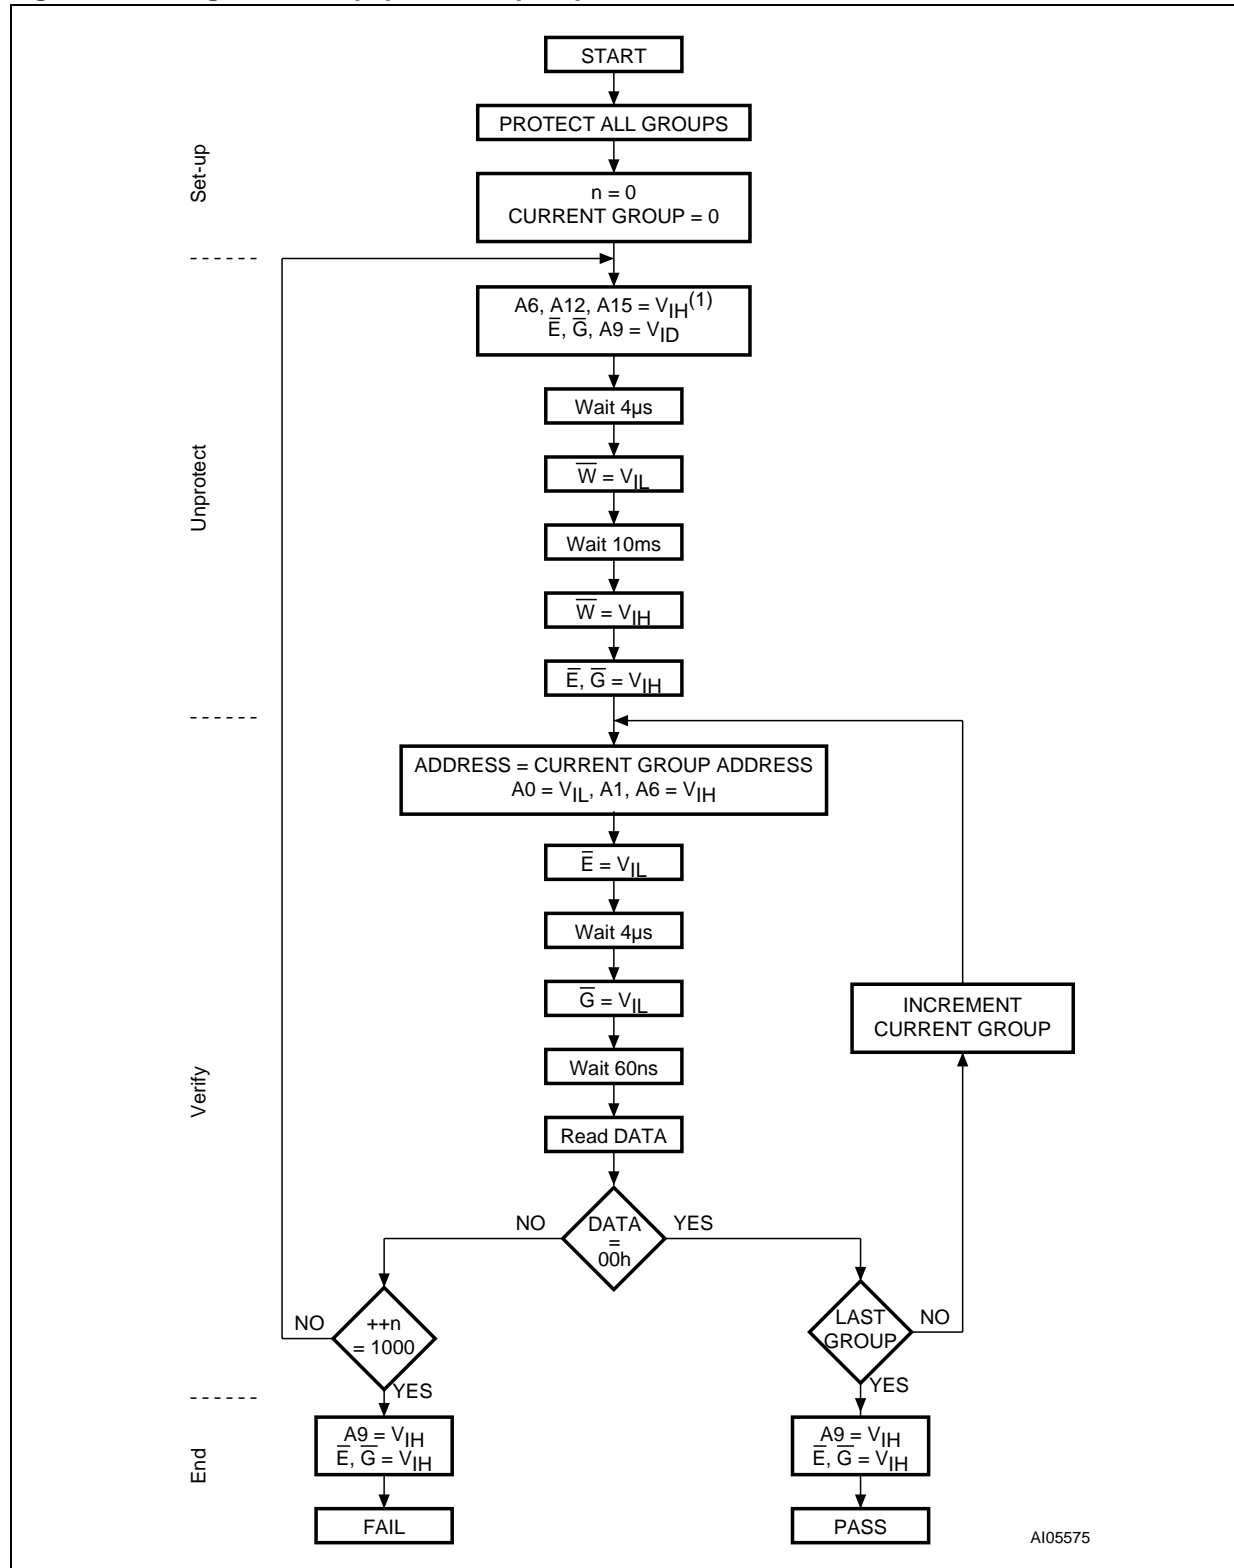 START
PROTECT ALL GROUPS
Set-up
n = 0
CURRENT GROUP = 0
A6, A12, A15 = VIH(1)
E̅, G̅, A9 = VID
Wait 4µs
Unprotect
W̅ = VIL
Wait 10ms
W̅ = VIH
E̅, G̅ = VIH
ADDRESS = CURRENT GROUP ADDRESS
A0 = VIL, A1, A6 = VIH
E̅ = VIL
Wait 4µs
G̅ = VIL
INCREMENT
CURRENT GROUP
Wait 60ns
Verify
Read DATA
NO
DATA
=
00h
YES
NO
++n
= 1000
YES
LAST
GROUP
NO
YES
End
A9 = VIH
E̅, G̅ = VIH
A9 = VIH
E̅, G̅ = VIH
FAIL
PASS
AI05575